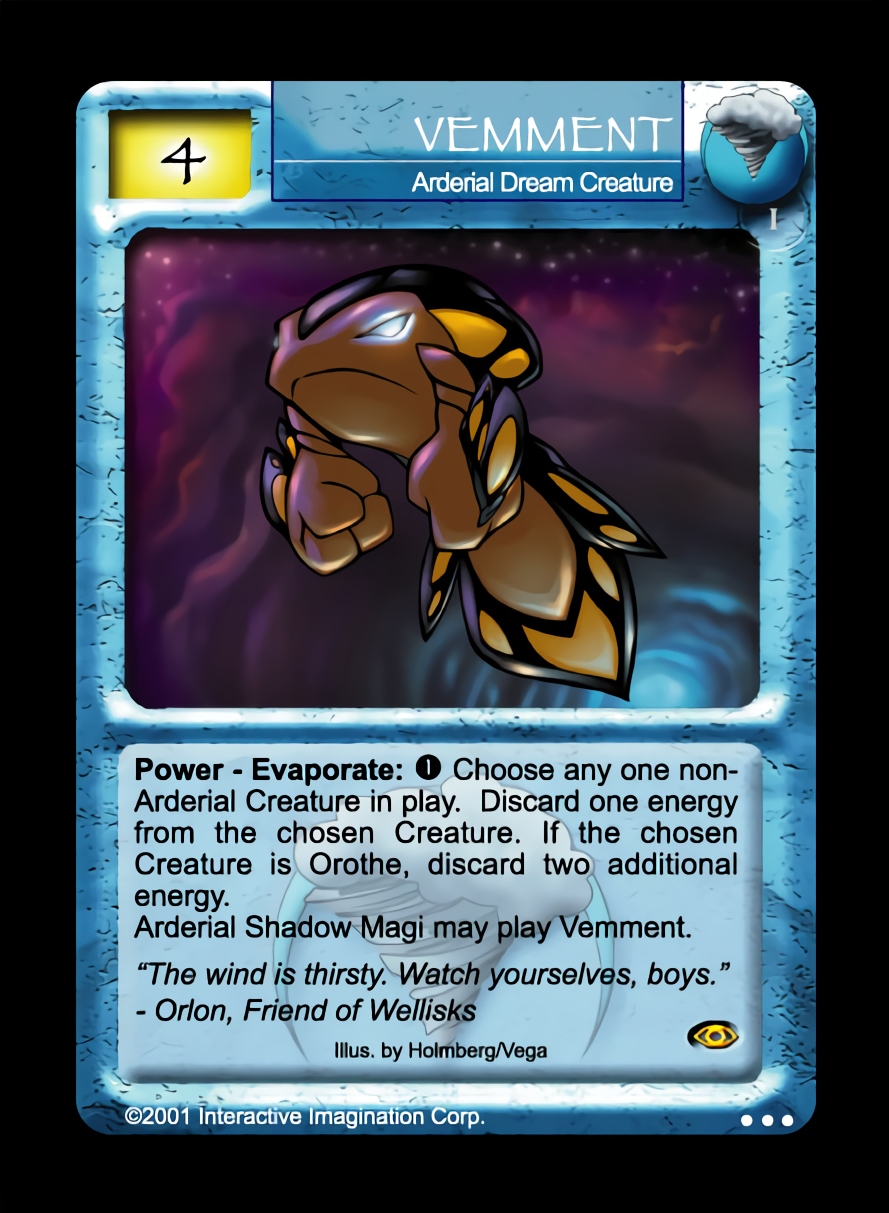 4
VEMMENT
Arderial Dream Creature
I
Power - Evaporate: 1 Choose any one non-
Arderial Creature in play. Discard one energy
from the chosen Creature. If the chosen
Creature is Orothe, discard two additional
energy.
Arderial Shadow Magi may play Vemment.
“The wind is thirsty. Watch yourselves, boys.”
- Orlon, Friend of Wellisks
Illus. by Holmberg/Vega
©2001 Interactive Imagination Corp.